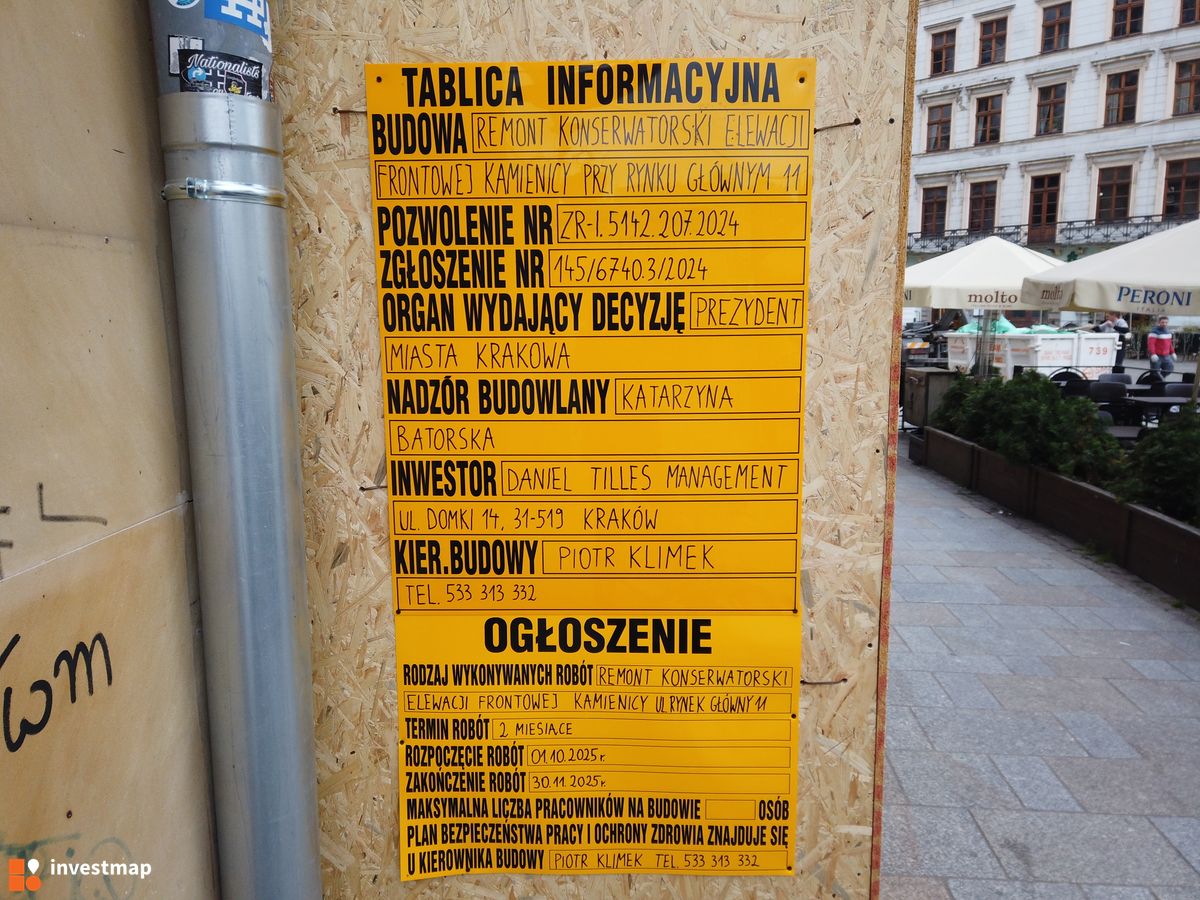 Nationalists
TABLICA INFORMACYJNA
BUDOWA REMONT KONSERWATORSKI ELEWACJI
FRONTOWEJ KAMIENICY PRZY RYNKU GŁÓWNYM 11
POZWOLENIE NR ZR-I.5142.207.2024
ZGŁOSZENIE NR 145/6740.3/2024
ORGAN WYDAJĄCY DECYZJĘ PREZYDENT
MIASTA KRAKOWA
NADZÓR BUDOWLANY KATARZYNA
BATORSKA
INWESTOR DANIEL TILLES MANAGEMENT
UL. DOMKI 14, 31-519 KRAKÓW
KIER.BUDOWY PIOTR KLIMEK
TEL. 533 313 332
OGŁOSZENIE
RODZAJ WYKONYWANYCH ROBÓT REMONT KONSERWATORSKI
ELEWACJI FRONTOWEJ KAMIENICY UL RYNEK GŁÓWNY 11
TERMIN ROBÓT 2 MIESIĄCE
ROZPOCZĘCIE ROBÓT 01.10.2025r.
ZAKOŃCZENIE ROBÓT 30.11.2025r.
MAKSYMALNA LICZBA PRACOWNIKÓW NA BUDOWIE OSÓB
PLAN BEZPIECZEŃSTWA PRACY I OCHRONY ZDROWIA ZNAJDUJE SIĘ
U KIEROWNIKA BUDOWY PIOTR KLIMEK TEL. 533 313 332
molto
molto
PERONI
739
investmap